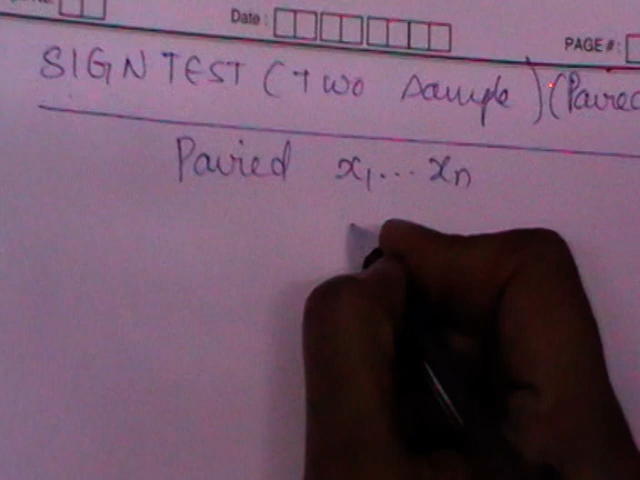 Date :
PAGE # :
SIGN TEST (Two sample) (Paired
Paired x₁...xₙ